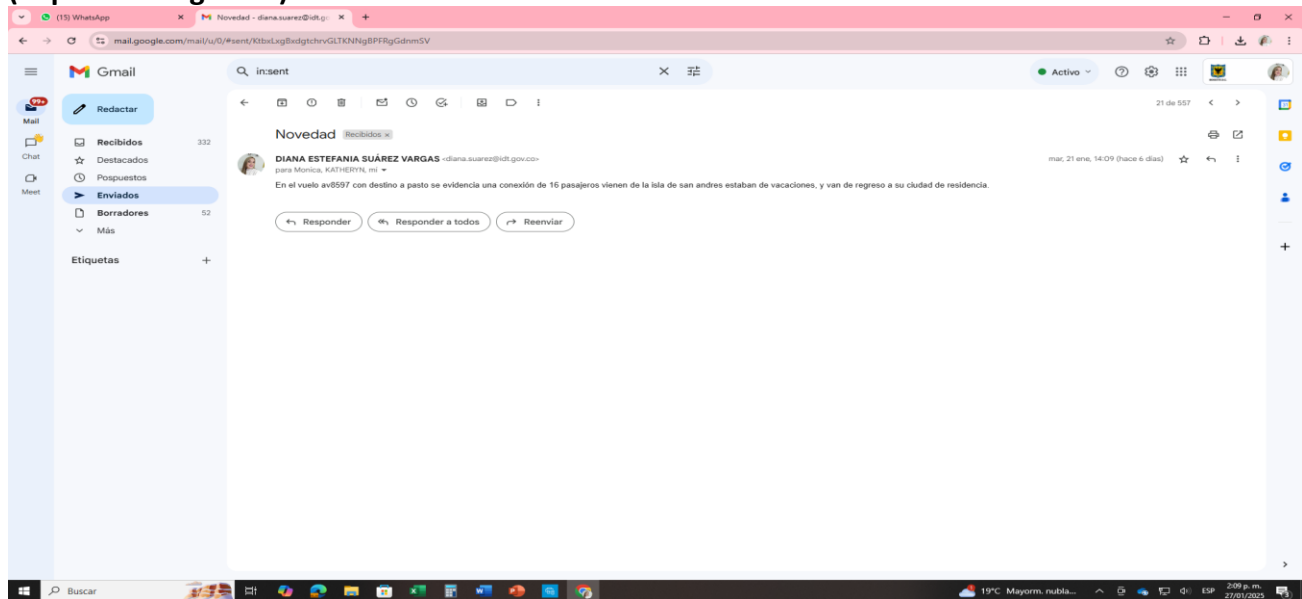 (15) WhatsApp
Novedad - diana.suarez@idt.go
mail.google.com/mail/u/0/#sent/KtbxLxgBxdgtchrvGLTKNNgBPFRgGdnmSV
Gmail
in:sent
Activo
99+
Mail
Redactar
21 de 557
Chat
Meet
Recibidos 332
Destacados
Pospuestos
Enviados
Borradores 52
Más
Etiquetas
Novedad Recibidos x
DIANA ESTEFANIA SUÁREZ VARGAS <diana.suarez@idt.gov.co>
mar, 21 ene, 14:09 (hace 6 días)
para Monica, KATHERYN, mí
En el vuelo av8597 con destino a pasto se evidencia una conexión de 16 pasajeros vienen de la isla de san andres estaban de vacaciones, y van de regreso a su ciudad de residencia.
Responder
Responder a todos
Reenviar
Buscar
19°C Mayorm. nubla...
ESP
2:09 p. m.
27/01/2025